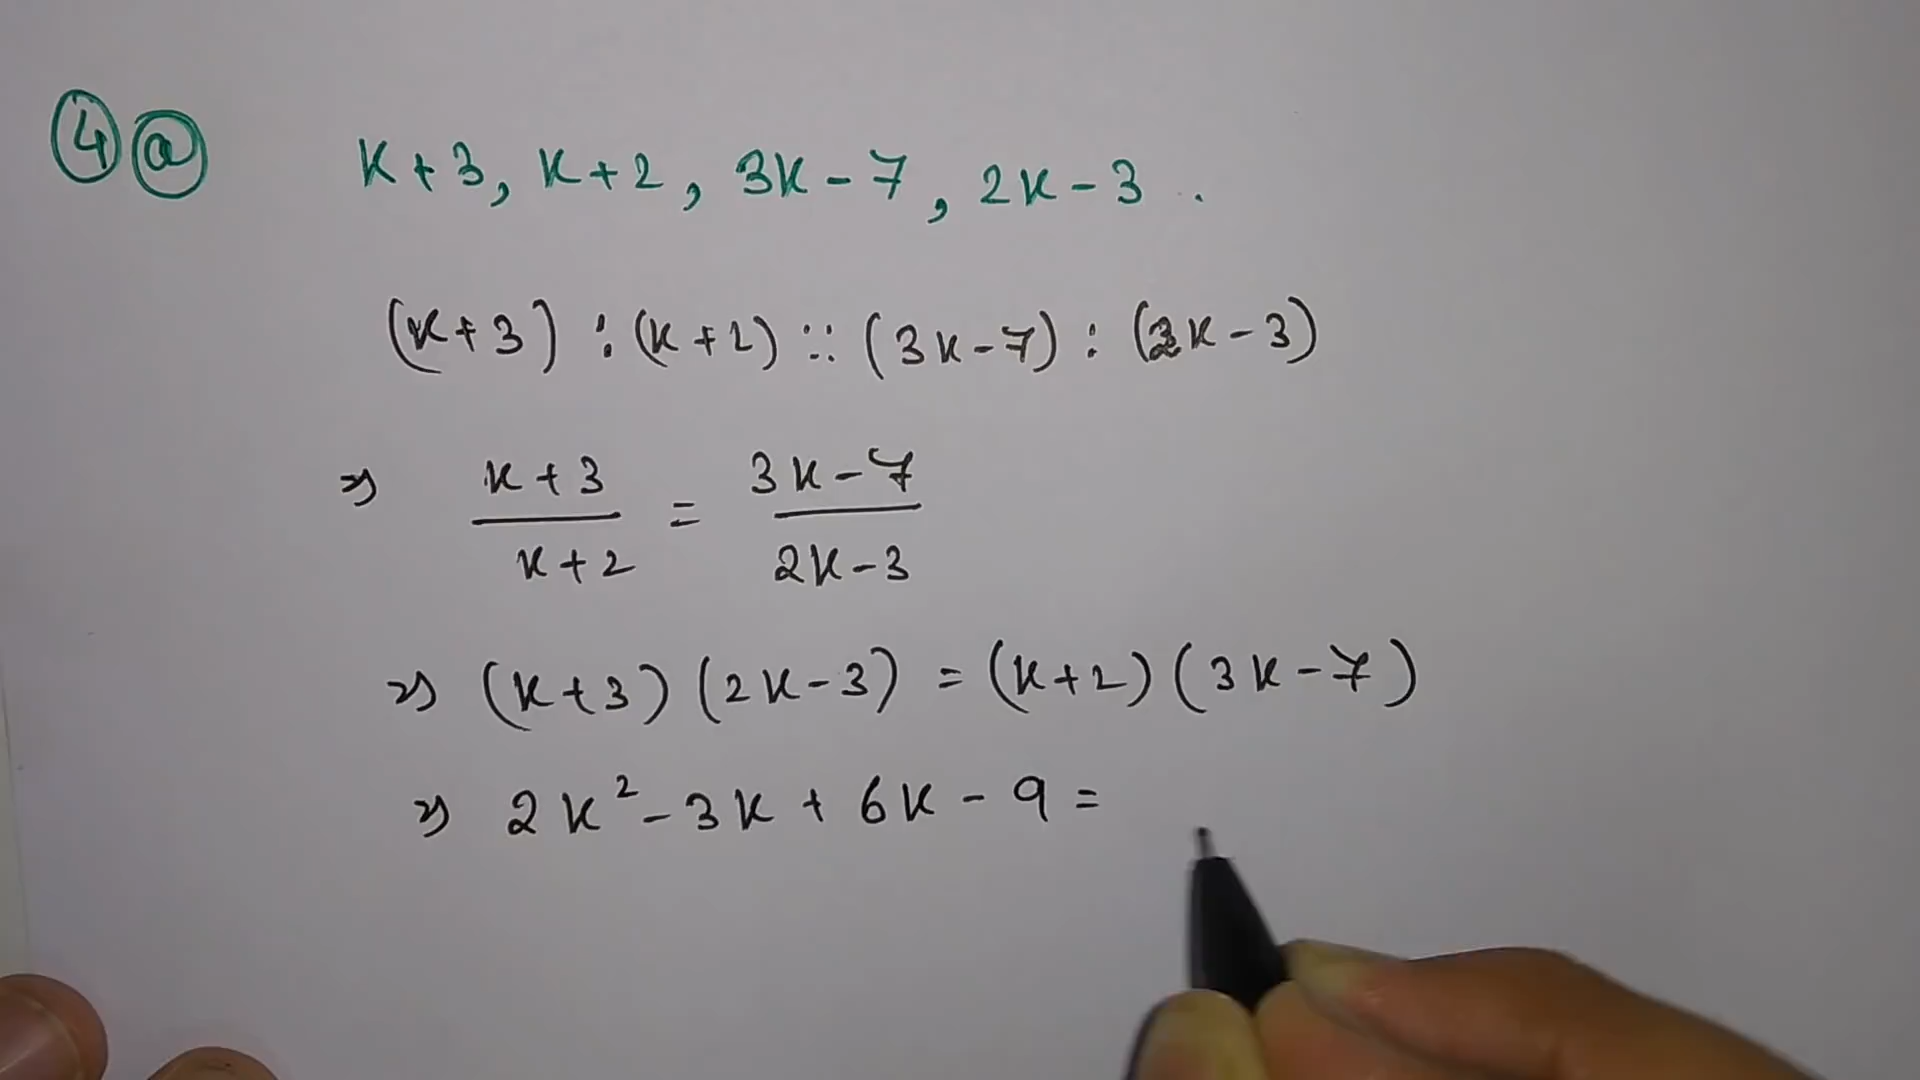 4 a K+3, K+2, 3K-7, 2K-3.
(K+3) : (K+2) :: (3K-7) : (2K-3)
⇒ K+3/K+2 = 3K-7/2K-3
⇒ (K+3)(2K-3) = (K+2)(3K-7)
⇒ 2K²-3K+6K-9=